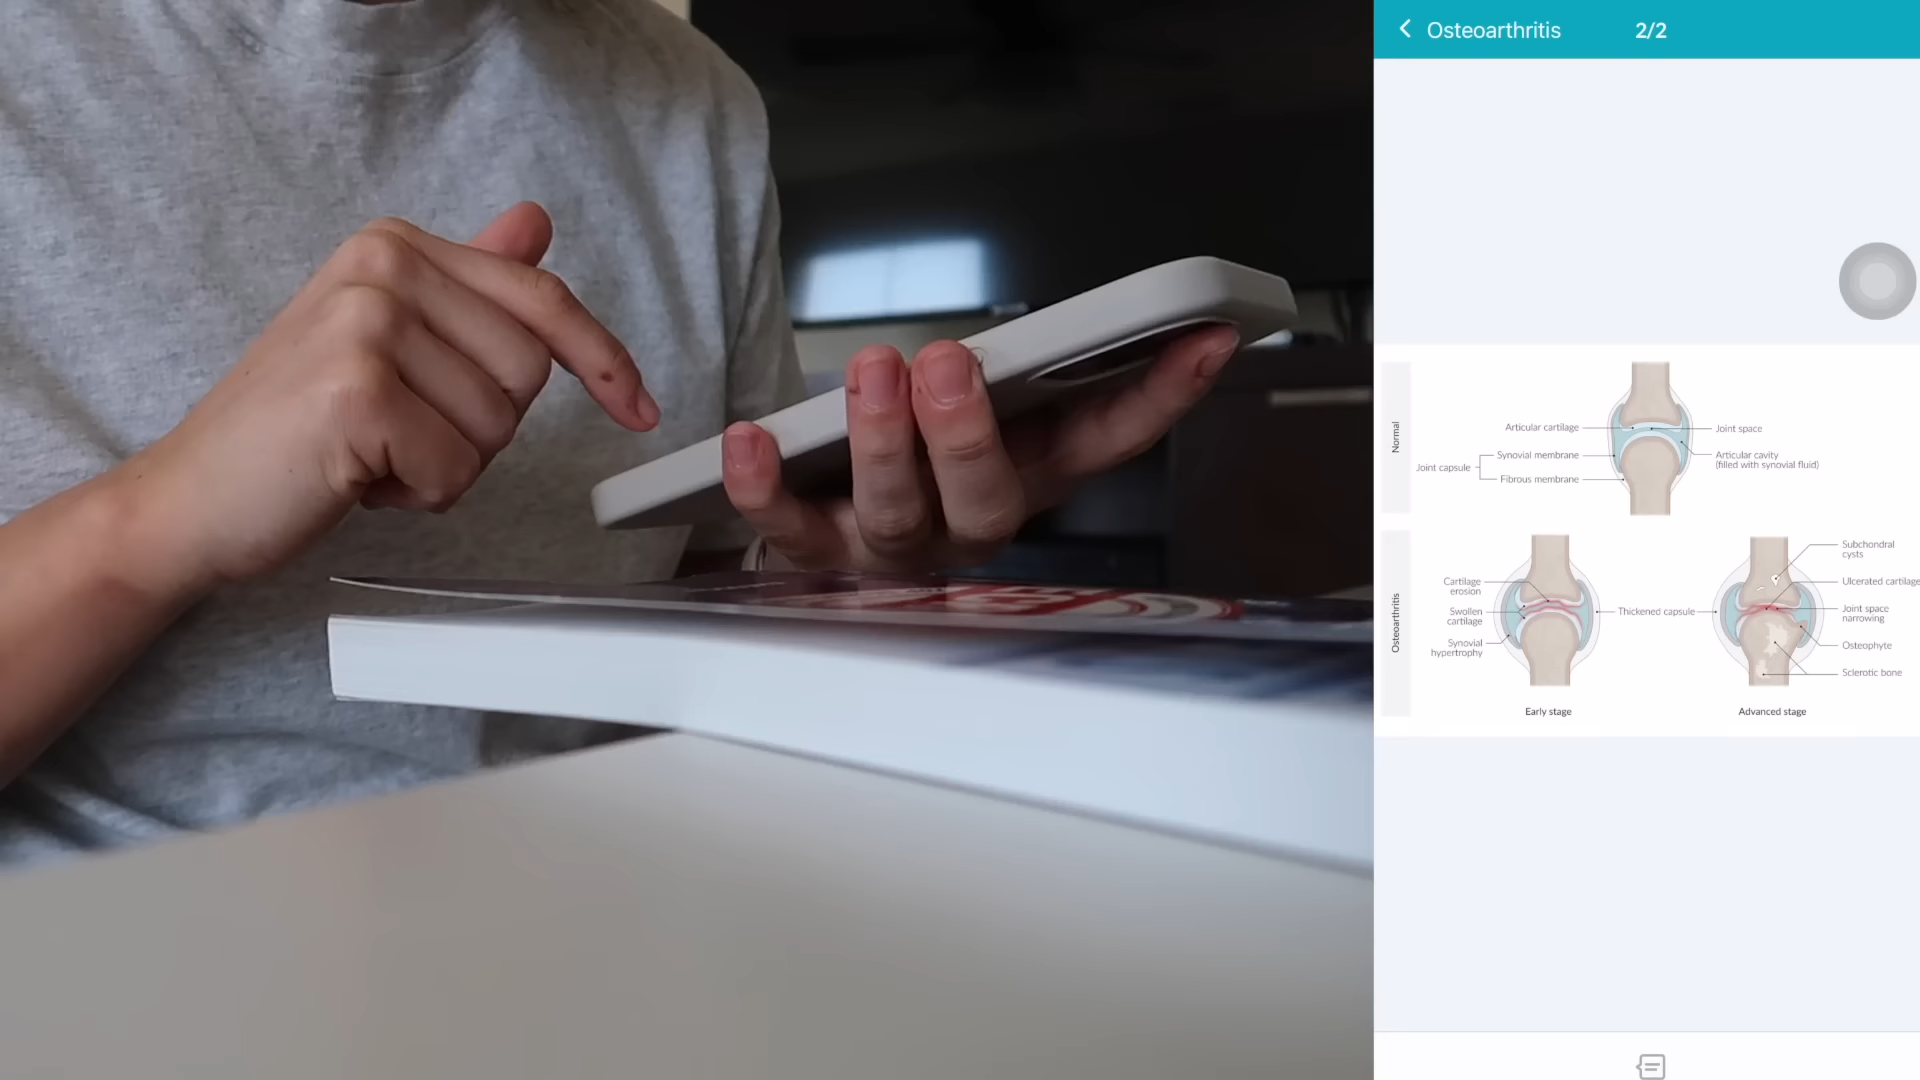 Osteoarthritis 2/2
Normal
Articular cartilage
Synovial membrane
Joint capsule
Fibrous membrane
Joint space
Articular cavity
(filled with synovial fluid)
Osteoarthritis
Cartilage
erosion
Swollen
cartilage
Synovial
hypertrophy
Early stage
Thickened capsule
Subchondral
cysts
Ulcerated cartilage
Joint space
narrowing
Osteophyte
Sclerotic bone
Advanced stage